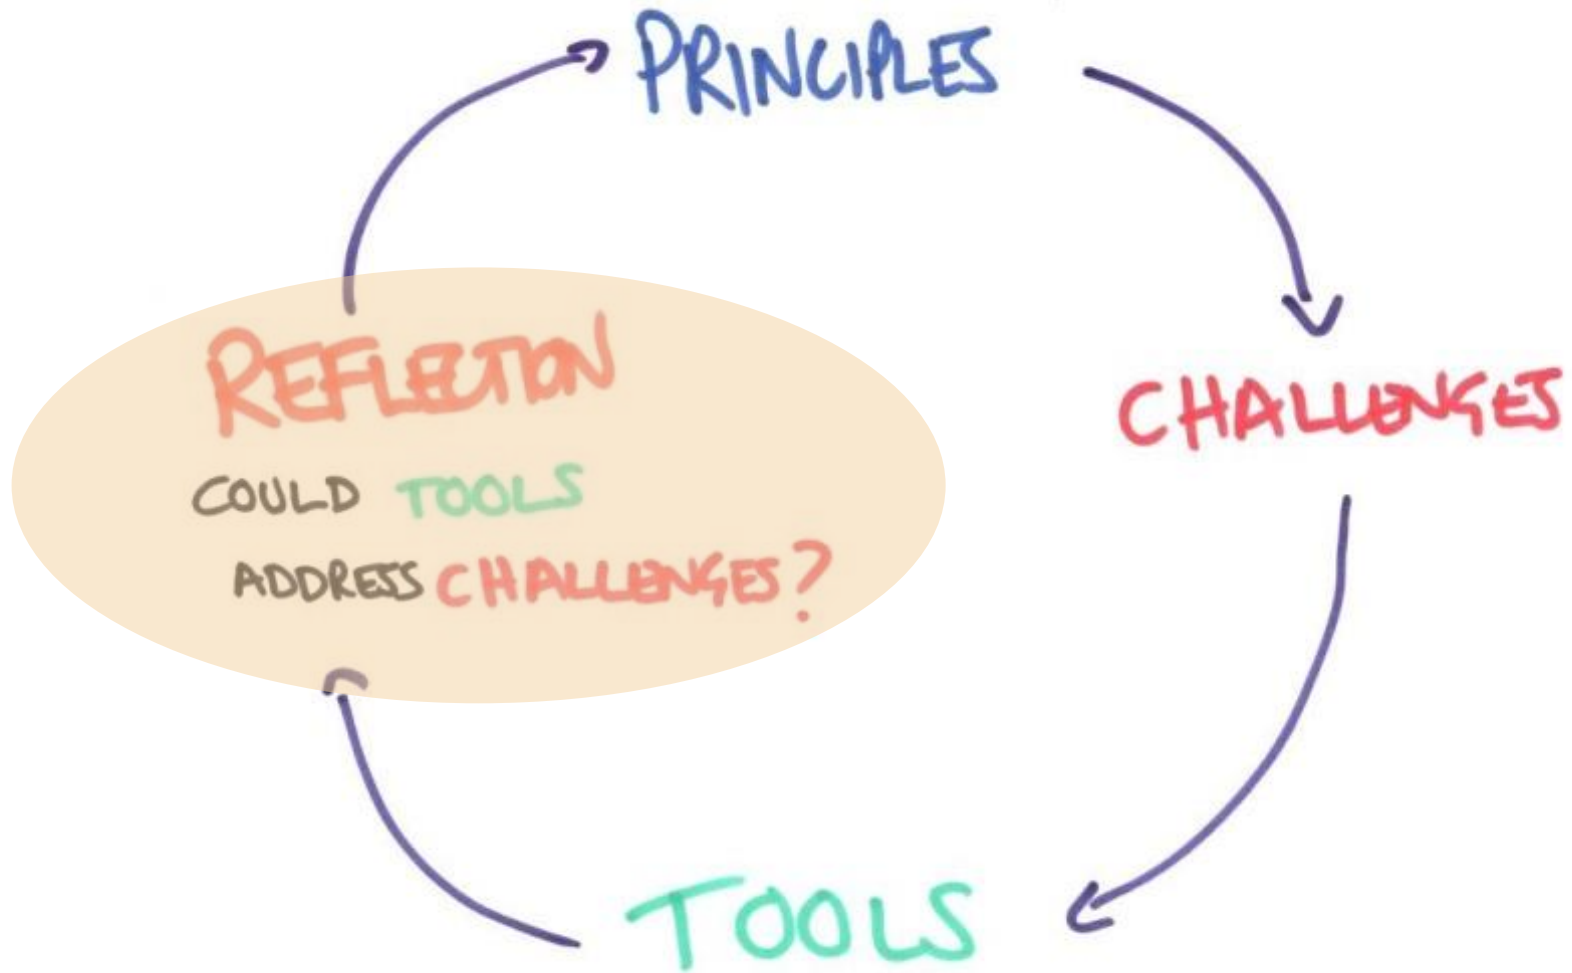 PRINCIPLES
CHALLENGES
REFLECTION
COULD TOOLS
ADDRESS CHALLENGES?
TOOLS